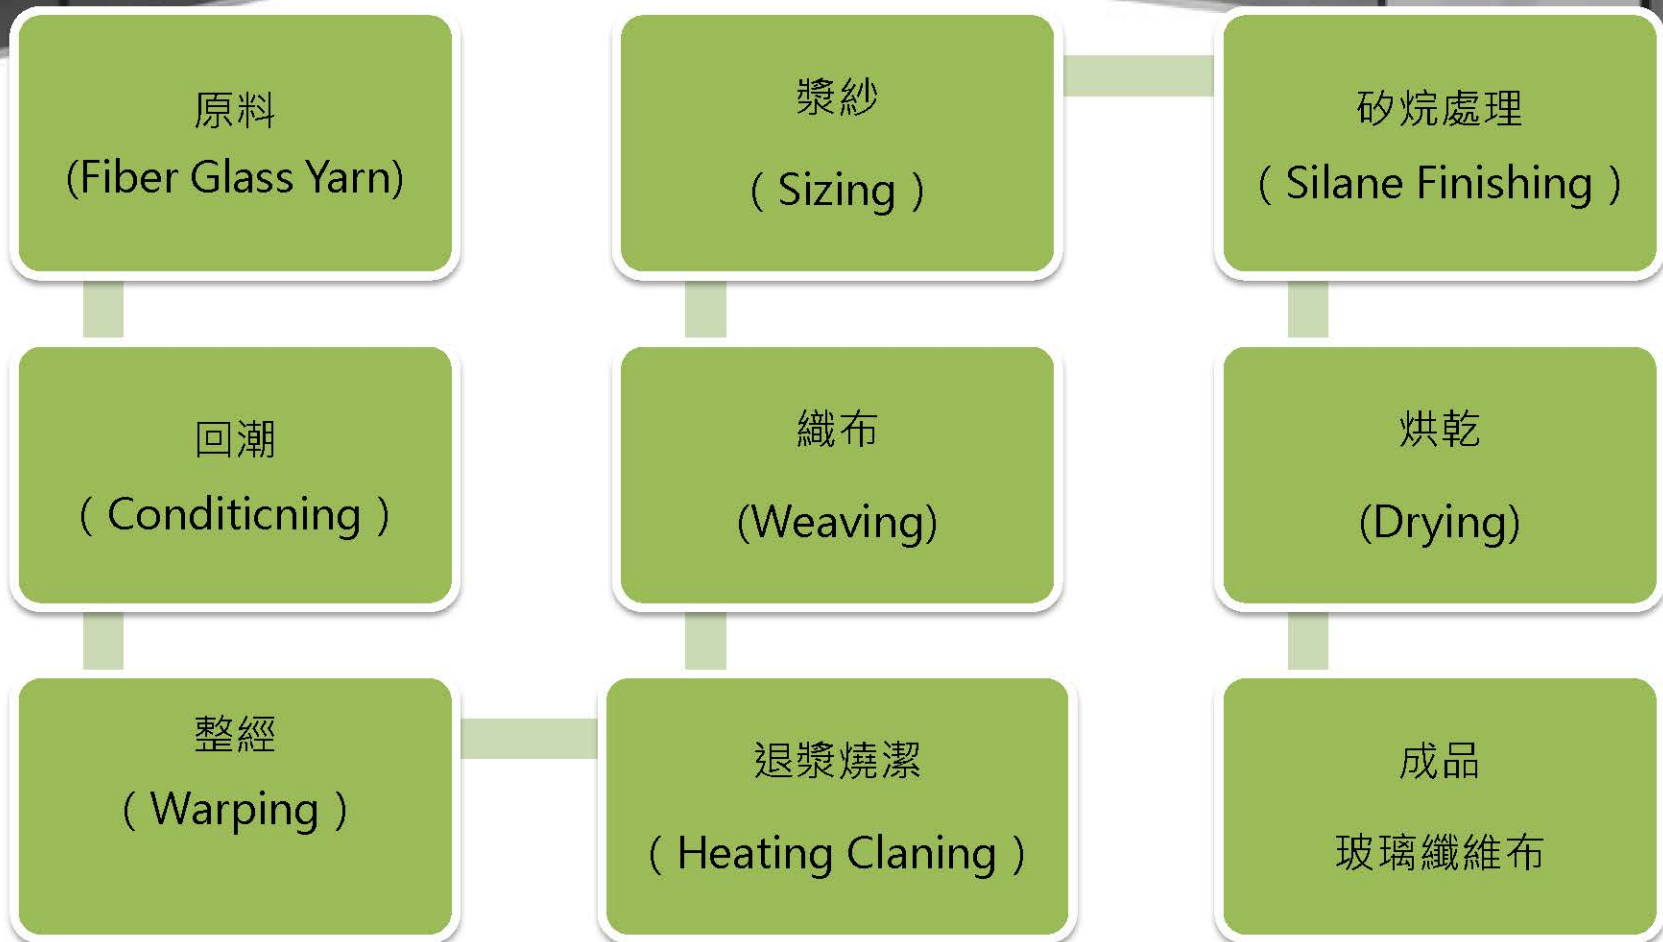 原料
(Fiber Glass Yarn)
回潮
( Conditicning )
整經
( Warping )
漿紗
( Sizing )
織布
(Weaving)
退漿燒潔
( Heating Claning )
矽烷處理
( Silane Finishing )
烘乾
(Drying)
成品
玻璃纖維布